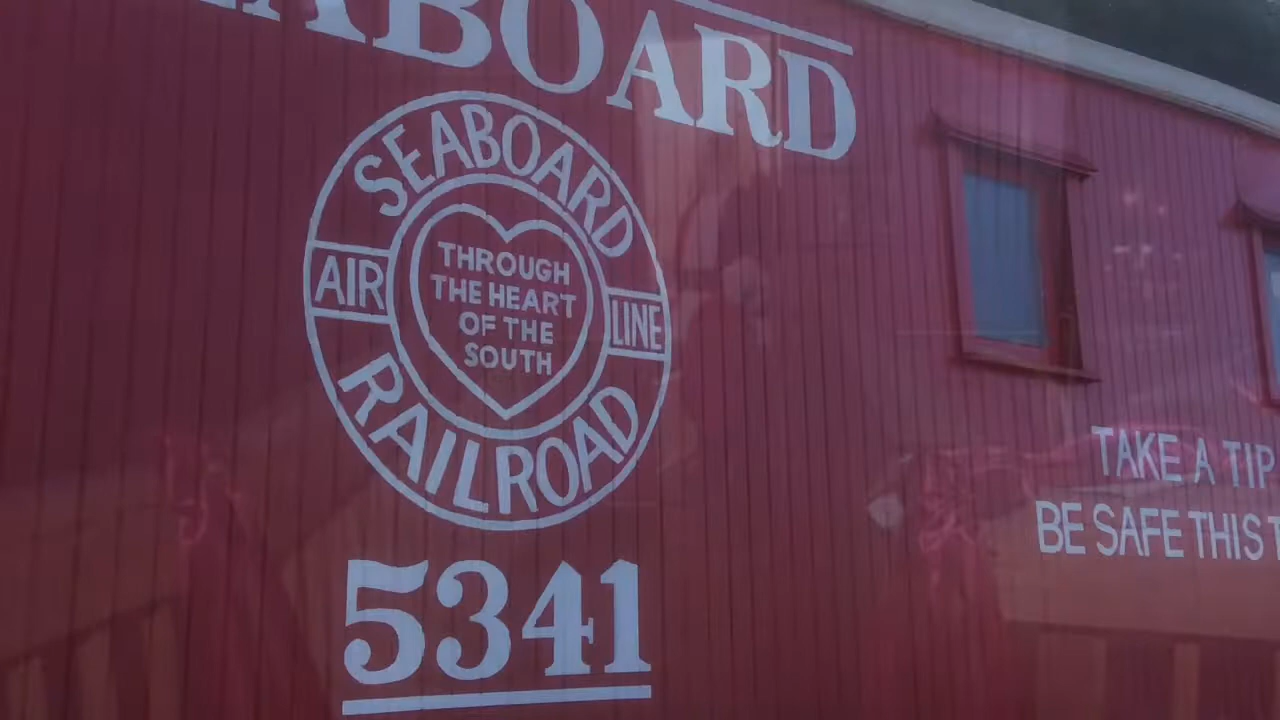 SEABOARD
SEABOARD
AIR LINE
RAILROAD
THROUGH
THE HEART
OF THE
SOUTH
5341
TAKE A TIP
BE SAFE THIS